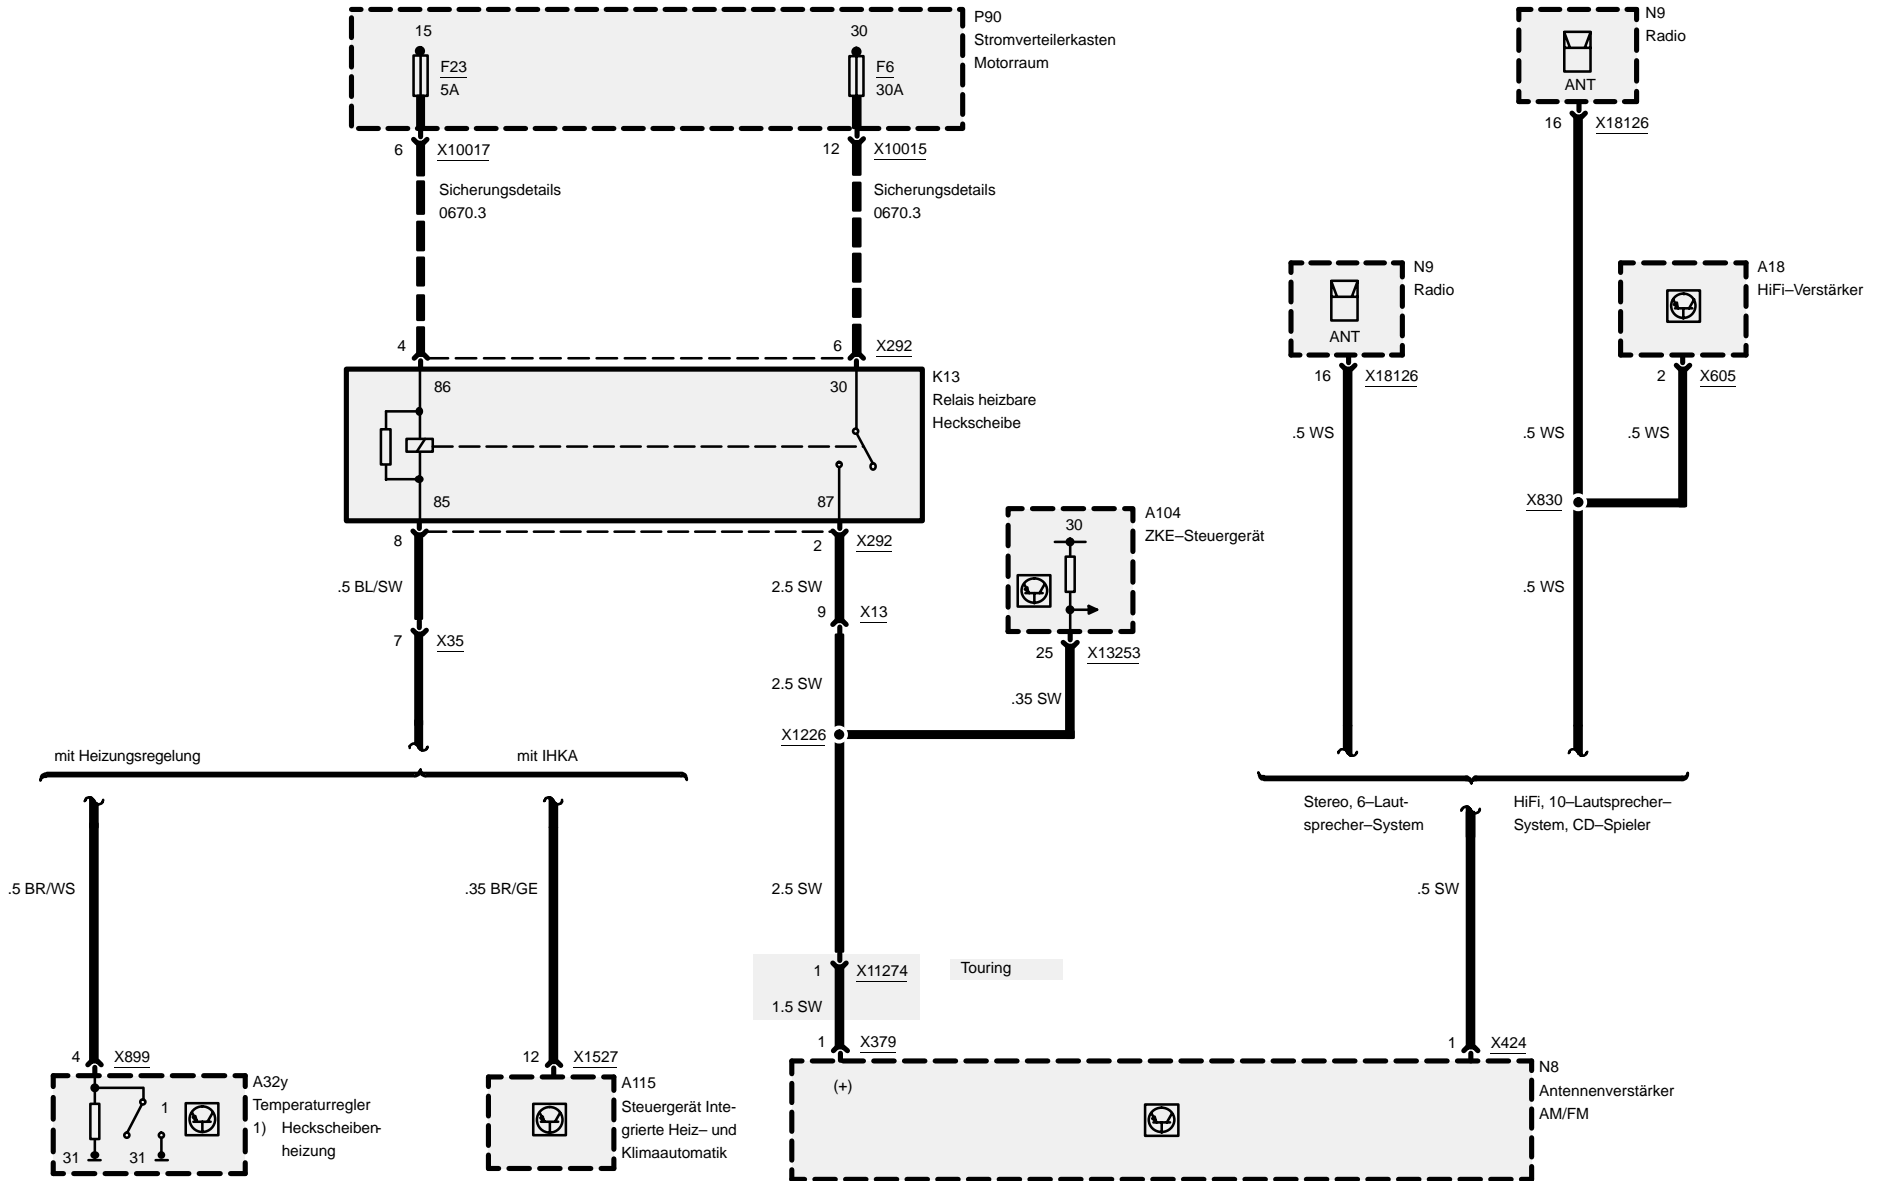 15
30
P90
Stromverteilerkasten
Motorraum
F23
5A
F6
30A
6
X10017
12
X10015
Sicherungsdetails
0670.3
Sicherungsdetails
0670.3
N9
Radio
ANT
16
X18126
N9
Radio
ANT
16
X18126
A18
HiFi–Verstärker
2
X605
.5 WS
.5 WS
.5 WS
X830
.5 WS
4
6
X292
86
30
K13
Relais heizbare
Heckscheibe
85
87
8
2
X292
.5 BL/SW
2.5 SW
9
X13
7
X35
A104
ZKE–Steuergerät
30
25
X13253
2.5 SW
.35 SW
X1226
mit Heizungsregelung
mit IHKA
Stereo, 6–Laut-
sprecher–System
HiFi, 10–Lautsprecher–
System, CD–Spieler
.5 BR/WS
.35 BR/GE
2.5 SW
.5 SW
1
X11274
Touring
1.5 SW
4
X899
12
X1527
1
X379
1
X424
A32y
Temperaturregler
1) Heckscheiben-
heizung
1
31
31
A115
Steuergerät Inte-
grierte Heiz– und
Klimaautomatik
(+)
N8
Antennenverstärker
AM/FM